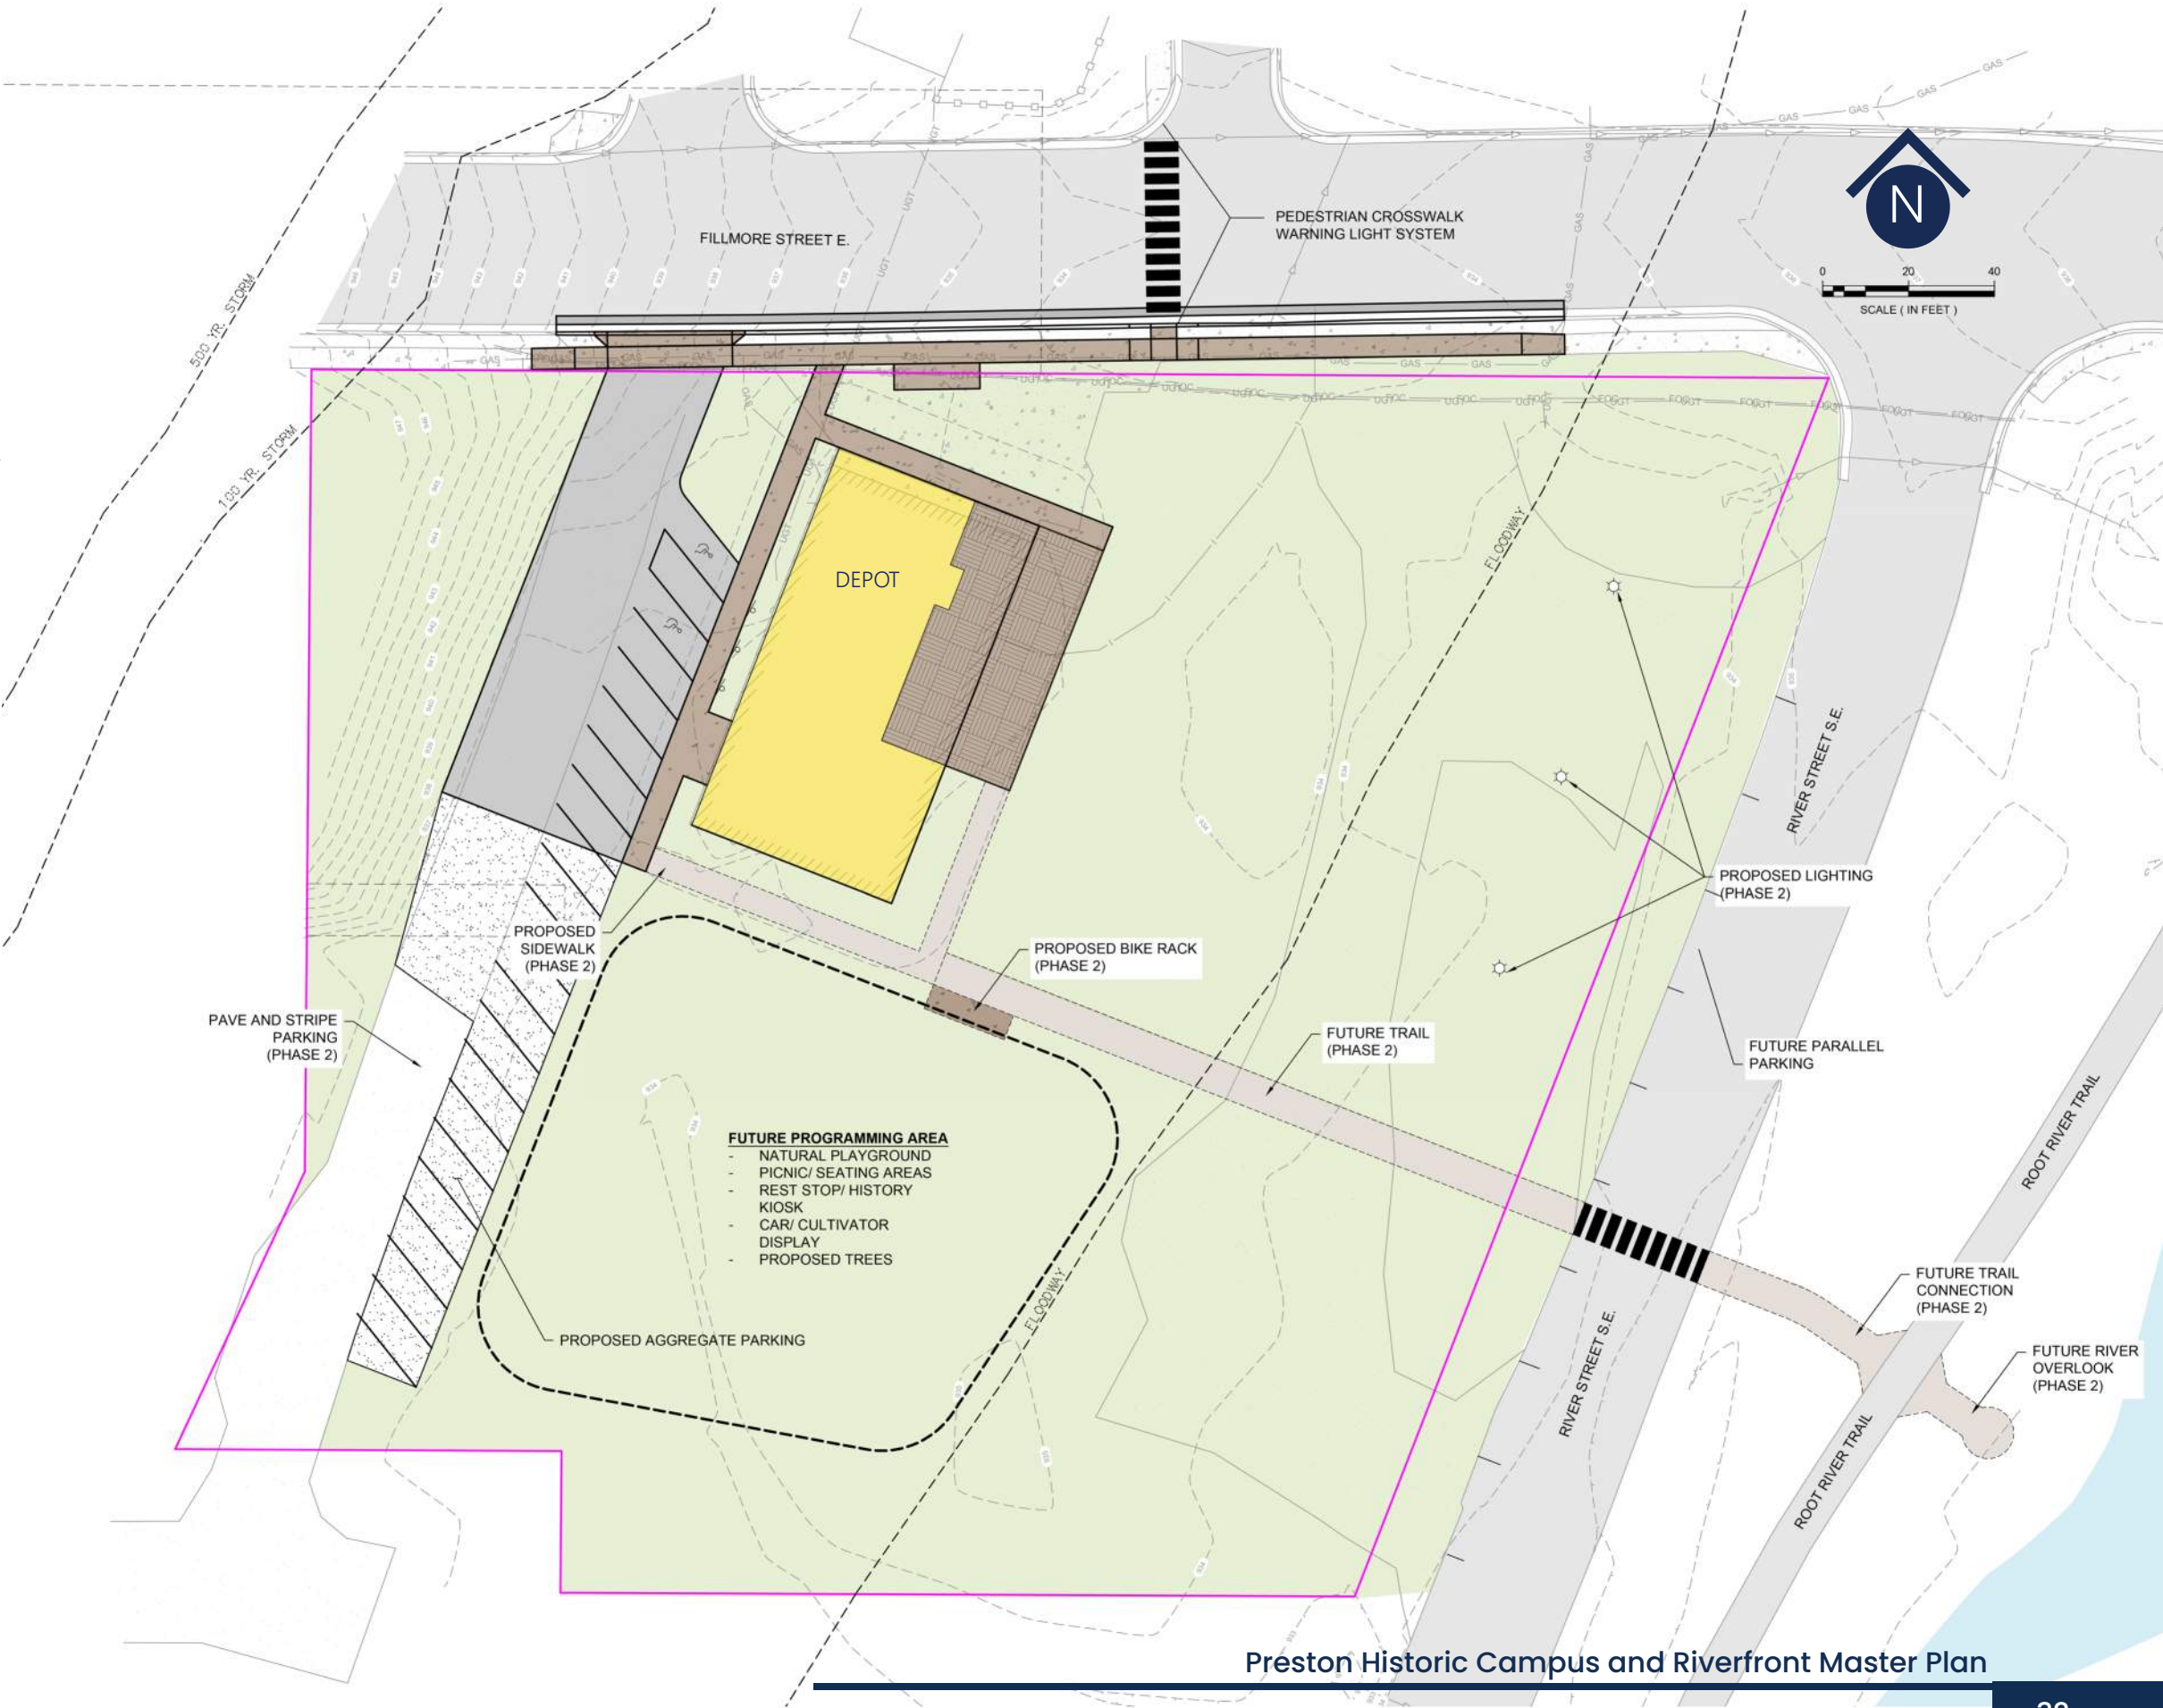 N
0 20 40
SCALE ( IN FEET )
FILLMORE STREET E.
PEDESTRIAN CROSSWALK
WARNING LIGHT SYSTEM
500 YR. STORM
100 YR. STORM
DEPOT
FLOODWAY
RIVER STREET S.E.
PROPOSED LIGHTING
(PHASE 2)
PROPOSED
SIDEWALK
(PHASE 2)
PROPOSED BIKE RACK
(PHASE 2)
PAVE AND STRIPE
PARKING
(PHASE 2)
FUTURE TRAIL
(PHASE 2)
FUTURE PARALLEL
PARKING
ROOT RIVER TRAIL
FUTURE PROGRAMMING AREA
- NATURAL PLAYGROUND
- PICNIC/ SEATING AREAS
- REST STOP/ HISTORY
KIOSK
- CAR/ CULTIVATOR
DISPLAY
- PROPOSED TREES
FLOODWAY
PROPOSED AGGREGATE PARKING
FUTURE TRAIL
CONNECTION
(PHASE 2)
FUTURE RIVER
OVERLOOK
(PHASE 2)
RIVER STREET S.E.
ROOT RIVER TRAIL
Preston Historic Campus and Riverfront Master Plan